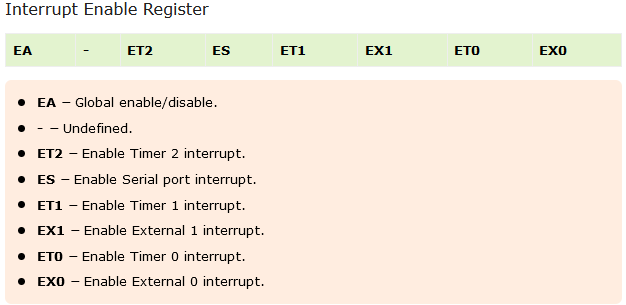 Interrupt Enable Register
EA - ET2 ES ET1 EX1 ET0 EX0
● EA − Global enable/disable.
● - − Undefined.
● ET2 − Enable Timer 2 interrupt.
● ES − Enable Serial port interrupt.
● ET1 − Enable Timer 1 interrupt.
● EX1 − Enable External 1 interrupt.
● ET0 − Enable Timer 0 interrupt.
● EX0 − Enable External 0 interrupt.